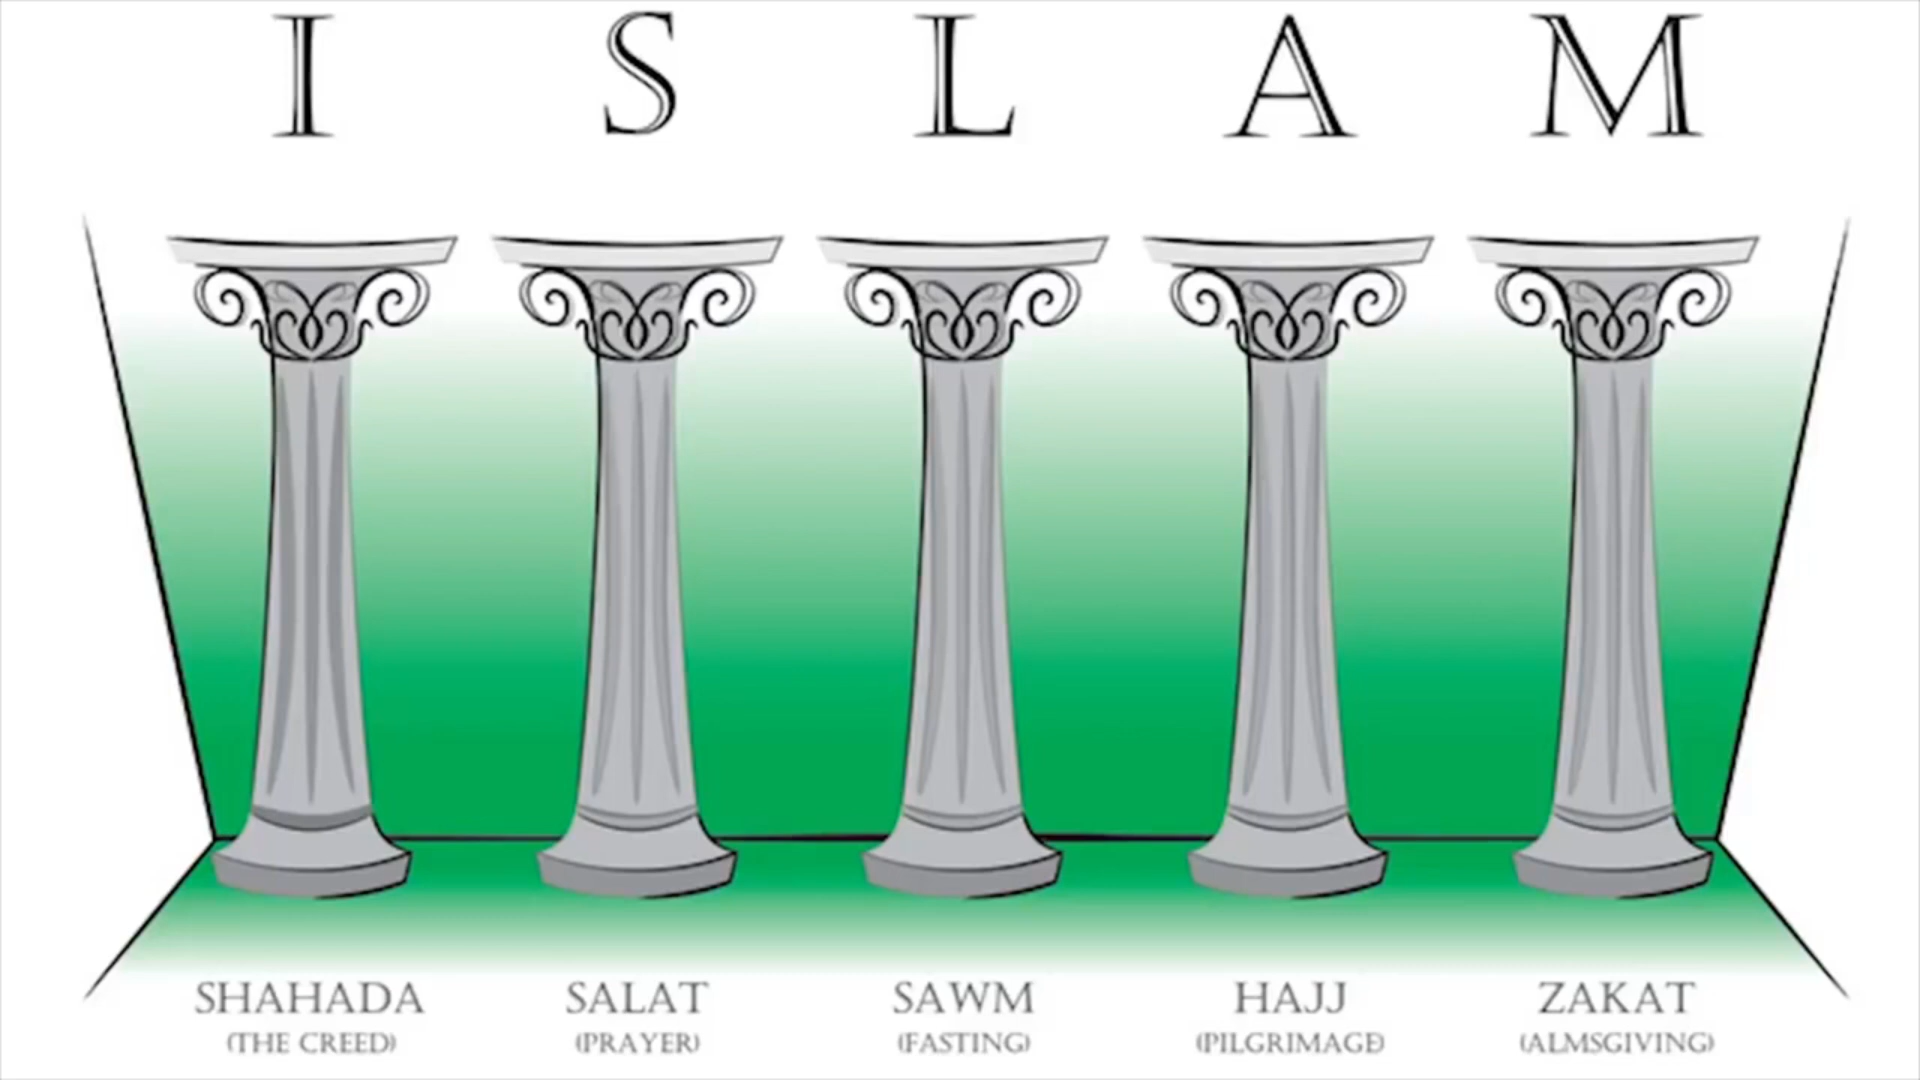 I S L A M
SHAHADA SALAT SAWM HAJJ ZAKAT
(THE CREED) (PRAYER) (FASTING) (PILGRIMAGE) (ALMSGIVING)